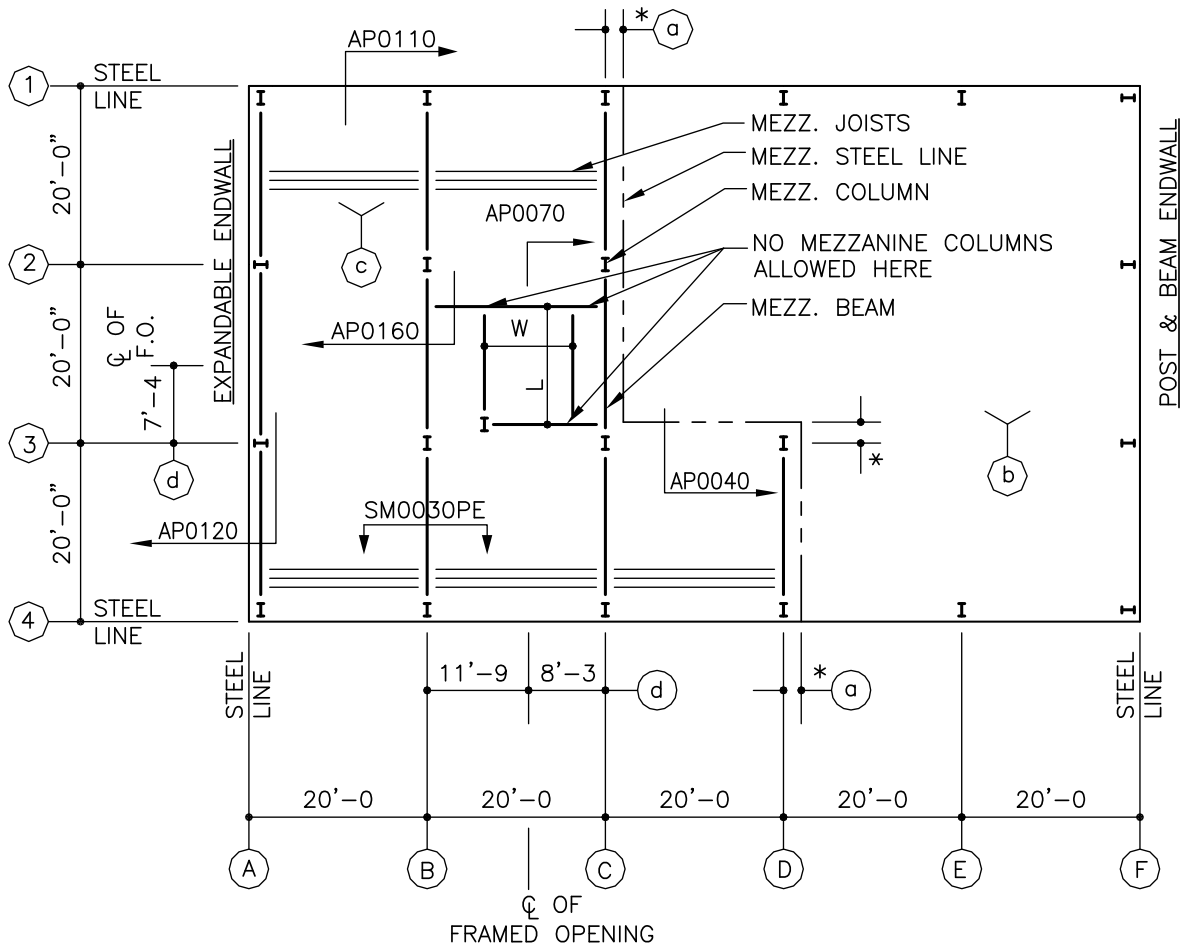 *
a
AP0110
1
STEEL
LINE
MEZZ. JOISTS
MEZZ. STEEL LINE
MEZZ. COLUMN
20'-0"
EXPANDABLE ENDWALL
AP0070
NO MEZZANINE COLUMNS
ALLOWED HERE
MEZZ. BEAM
POST & BEAM ENDWALL
2
c
20'-0"
℄ OF
F.O.
7'-4
AP0160
W
L
3
d
*
b
AP0040
20'-0"
AP0120
SM0030PE
4
STEEL
LINE
STEEL
LINE
11'-9
8'-3
d
*
a
STEEL
LINE
20'-0
20'-0
20'-0
20'-0
20'-0
A
B
C
D
E
F
℄ OF
FRAMED OPENING